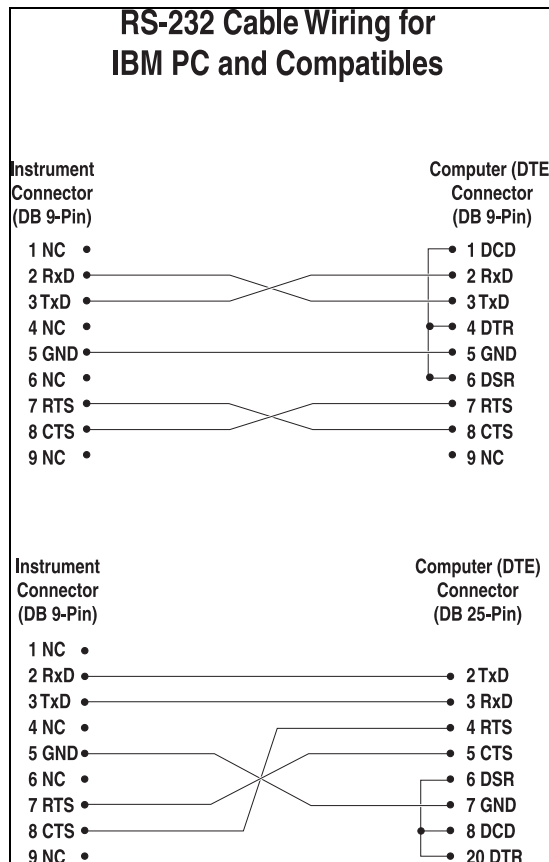 RS-232 Cable Wiring for
IBM PC and Compatibles
Instrument
Connector
(DB 9-Pin)
Computer (DTE
Connector
(DB 9-Pin)
1 NC
2 RxD
3 TxD
4 NC
5 GND
6 NC
7 RTS
8 CTS
9 NC
1 DCD
2 RxD
3 TxD
4 DTR
5 GND
6 DSR
7 RTS
8 CTS
9 NC
Instrument
Connector
(DB 9-Pin)
Computer (DTE)
Connector
(DB 25-Pin)
1 NC
2 RxD
3 TxD
4 NC
5 GND
6 NC
7 RTS
8 CTS
9 NC
2 TxD
3 RxD
4 RTS
5 CTS
6 DSR
7 GND
8 DCD
20 DTR